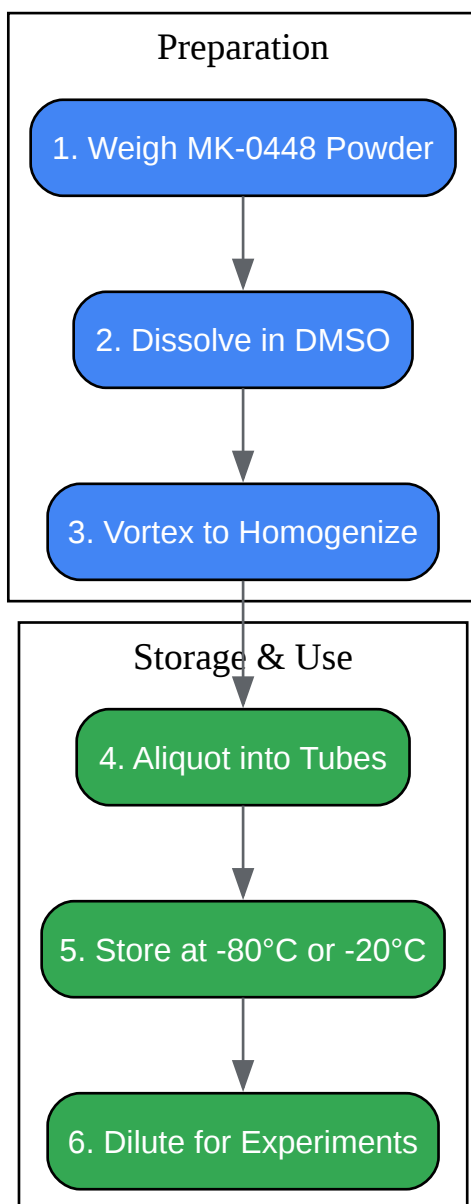 Preparation
1. Weigh MK-0448 Powder
2. Dissolve in DMSO
3. Vortex to Homogenize
Storage & Use
4. Aliquot into Tubes
5. Store at -80°C or -20°C
6. Dilute for Experiments